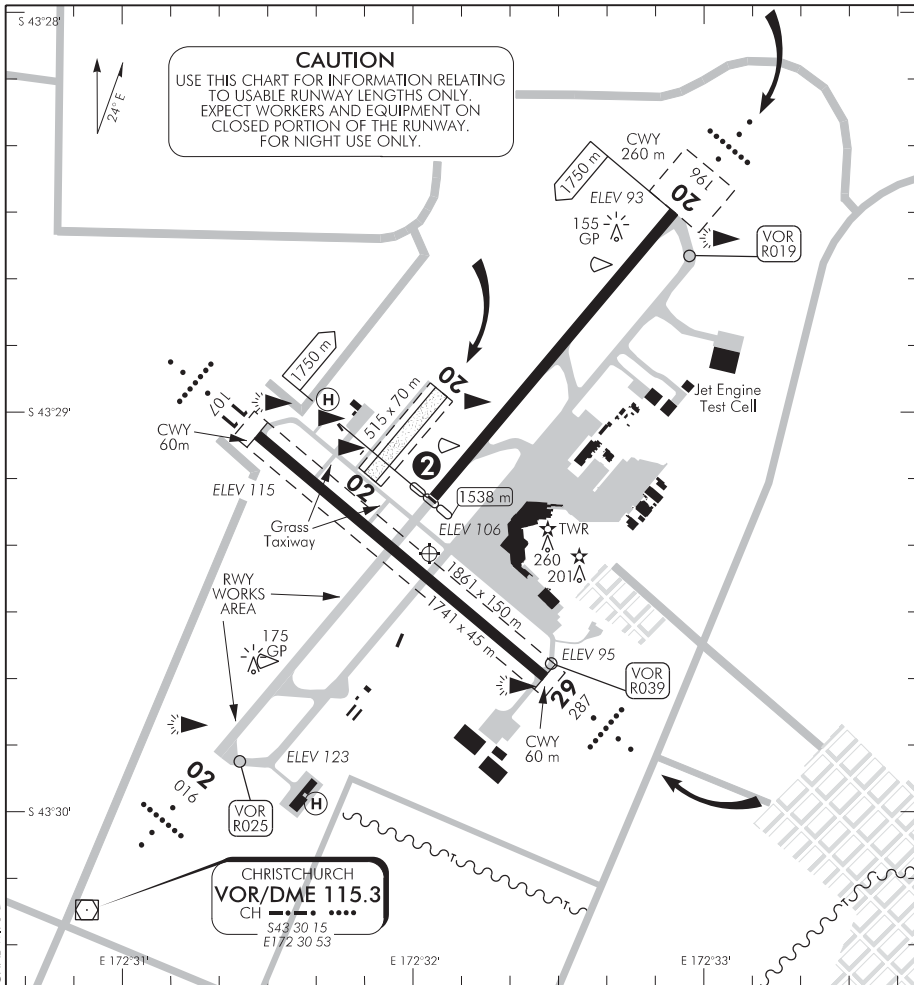 S 43°28'
CAUTION
USE THIS CHART FOR INFORMATION RELATING
TO USABLE RUNWAY LENGTHS ONLY.
EXPECT WORKERS AND EQUIPMENT ON
CLOSED PORTION OF THE RUNWAY.
FOR NIGHT USE ONLY.
24° E
CWY
260 m
196
20
1750 m
ELEV 93
155
GP
VOR
R019
20
1750 m
H
515 x 70 m
Jet Engine
Test Cell
S 43°29'
107
11
CWY
60m
2
02
1538 m
ELEV 115
Grass
Taxiway
ELEV 106
TWR
260
201
1861 x 150 m
1741 x 45 m
RWY
WORKS
AREA
175
GP
ELEV 95
VOR
R039
29
287
CWY
60 m
ELEV 123
02
016
H
VOR
R025
S 43°30'
T
T
T
CHRISTCHURCH
VOR/DME 115.3
CH
S43 30 15
E172 30 53
E 172°31'
E 172°32'
E 172°33'